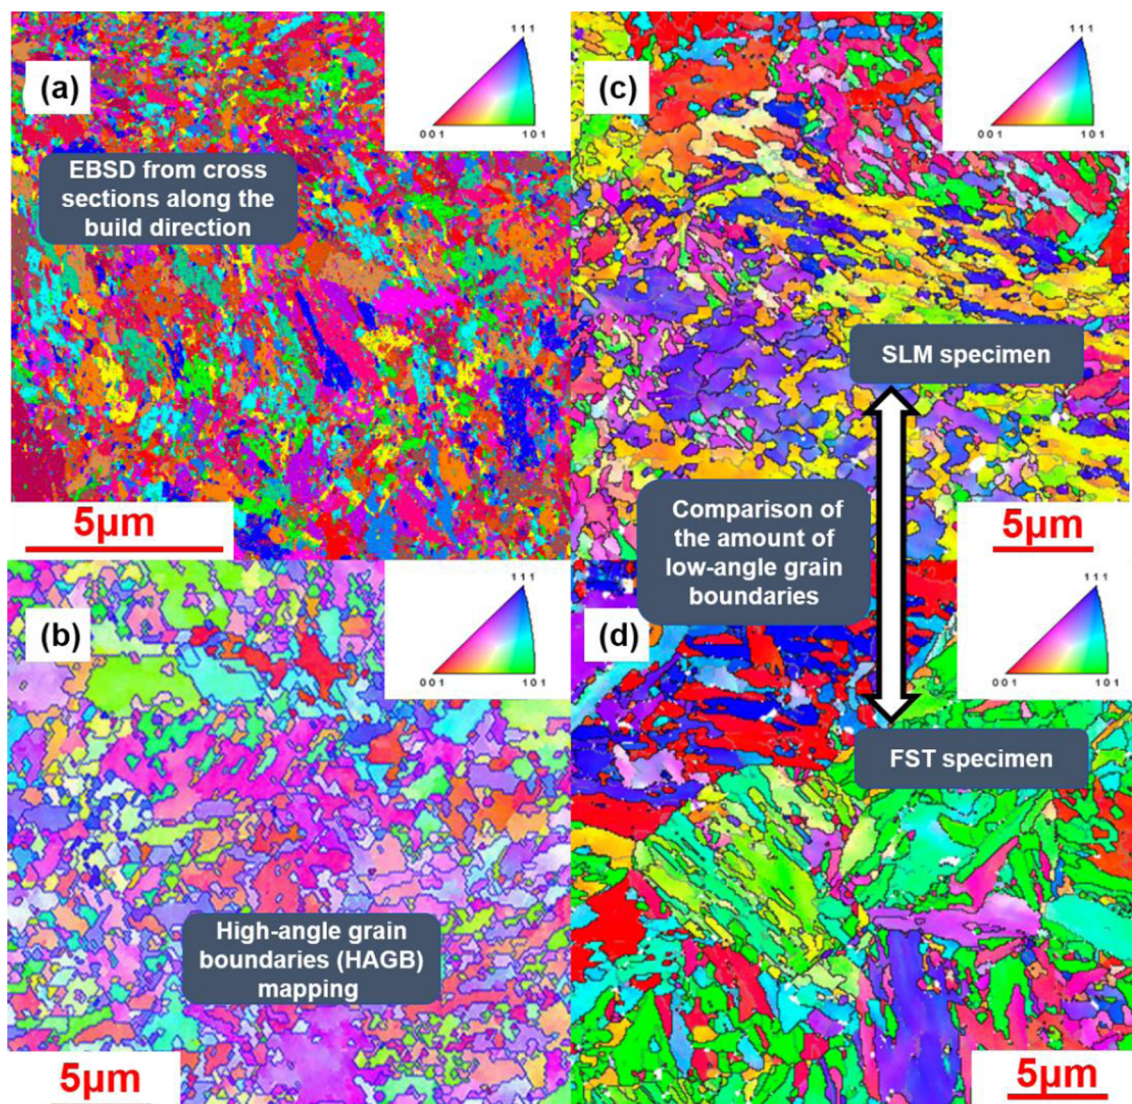 (a)
111
001
101
EBSD from cross
sections along the
build direction
5μm
(c)
111
001
101
SLM specimen
Comparison of
the amount of
low-angle grain
boundaries
5μm
(b)
111
001
101
High-angle grain
boundaries (HAGB)
mapping
5μm
(d)
111
001
101
FST specimen
5μm